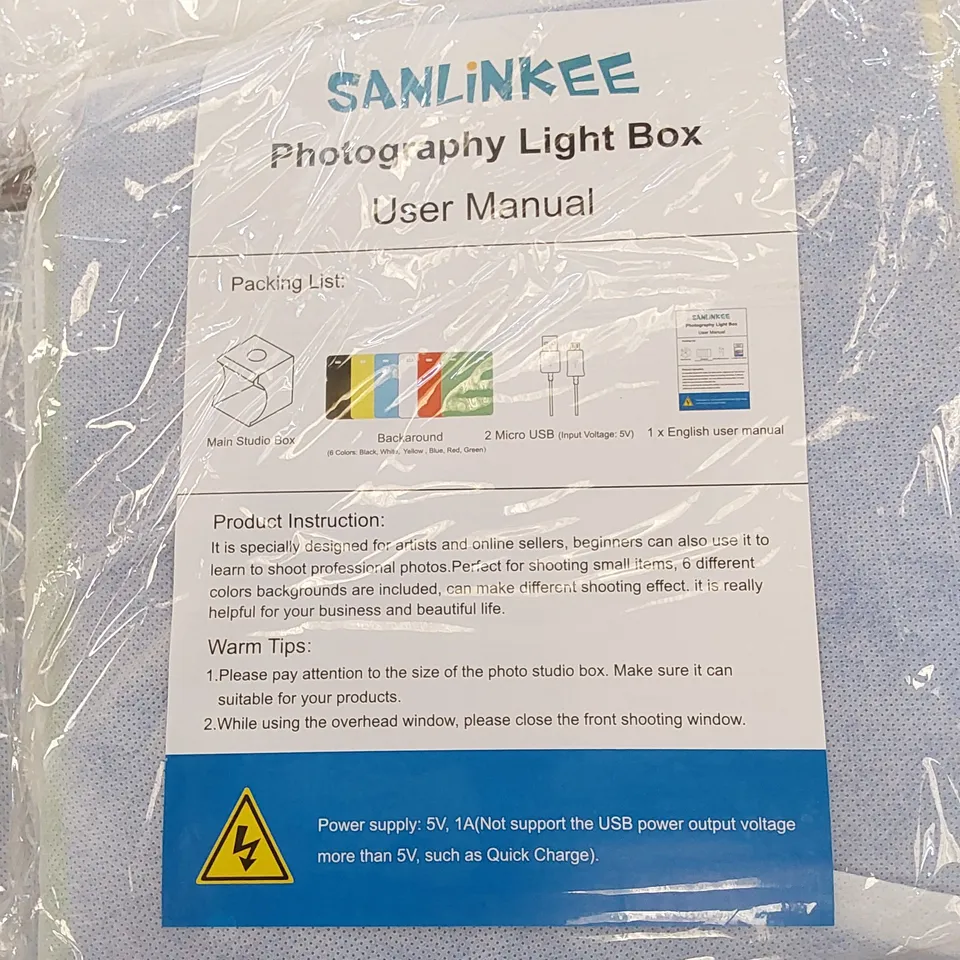 SANLiNKEE
Photography Light Box
User Manual
Packing List:
SANLINKEE
Photography Light Box
User Manual
Main Studio Box
Backaround
(6 Colors: Black, White, Yellow , Blue, Red, Green)
2 Micro USB (Input Voltage: 5V)
1 x English user manual
Product Instruction:
It is specially designed for artists and online sellers, beginners can also use it to
learn to shoot professional photos.Perfect for shooting small items, 6 different
colors backgrounds are included, can make different shooting effect. it is really
helpful for your business and beautiful life.
Warm Tips:
1.Please pay attention to the size of the photo studio box. Make sure it can
suitable for your products.
2.While using the overhead window, please close the front shooting window.
Power supply: 5V, 1A(Not support the USB power output voltage
more than 5V, such as Quick Charge).